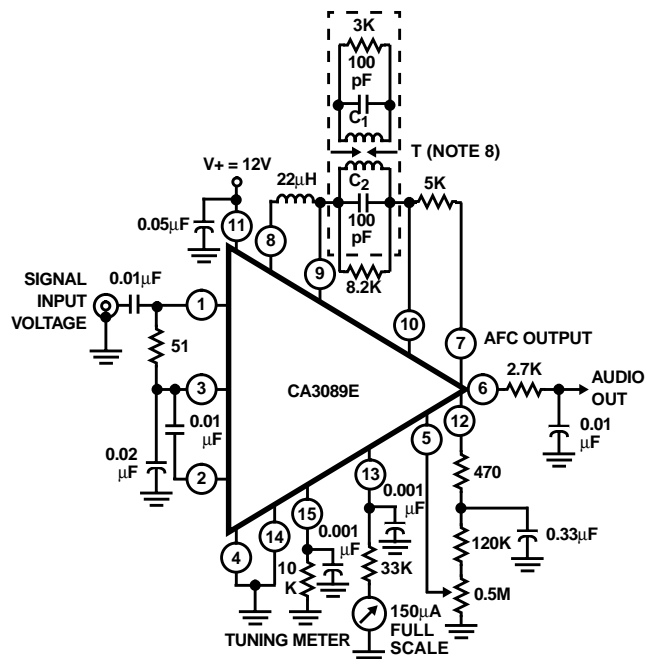 3K
100
pF
C1
T (NOTE 8)
V+ = 12V
22µH
C2
100
pF
5K
0.05µF
11
8
9
8.2K
SIGNAL
INPUT
VOLTAGE
0.01µF
1
10
7
AFC OUTPUT
51
3
CA3089E
6
2.7K
AUDIO
OUT
0.01
µF
0.02
µF
2
5
12
0.01
µF
13
470
4
14
15
0.001
µF
0.001
µF
10
K
33K
120K
0.33µF
0.5M
TUNING METER
150µA
FULL
SCALE